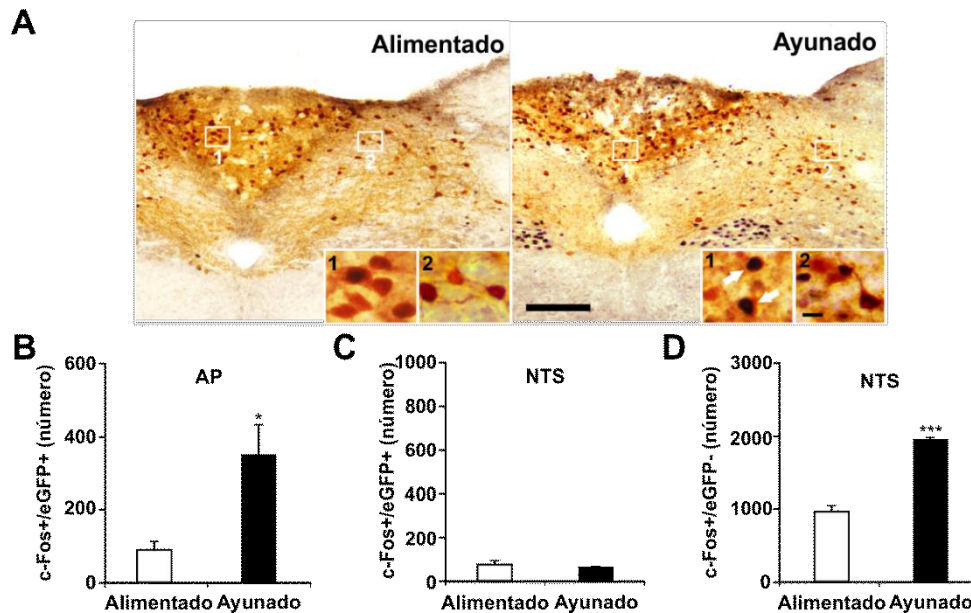 A
Alimentado
Ayunado
1
2
1
2
1
2
1
2
B
AP
c-Fos+/eGFP+ (número)
600
400
200
0
*
Alimentado Ayunado
C
NTS
c-Fos+/eGFP+ (número)
1000
800
600
400
200
0
Alimentado Ayunado
D
NTS
c-Fos+/eGFP- (número)
3000
2000
1000
0
***
Alimentado Ayunado